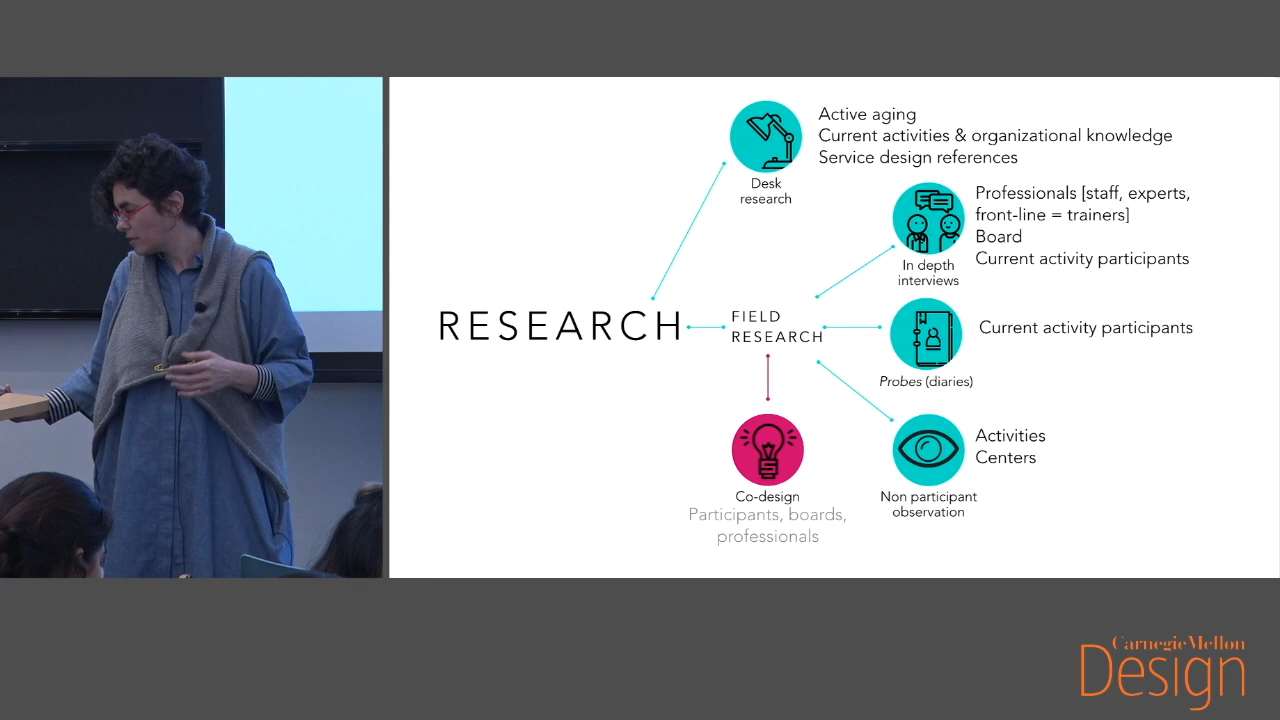 Active aging
Current activities & organizational knowledge
Service design references
Desk
research
Professionals [staff, experts,
front-line = trainers]
Board
Current activity participants
In depth
interviews
RESEARCH
FIELD
RESEARCH
Current activity participants
Probes (diaries)
Activities
Centers
Co-design
Participants, boards,
professionals
Non participant
observation
Carnegie Mellon
Design